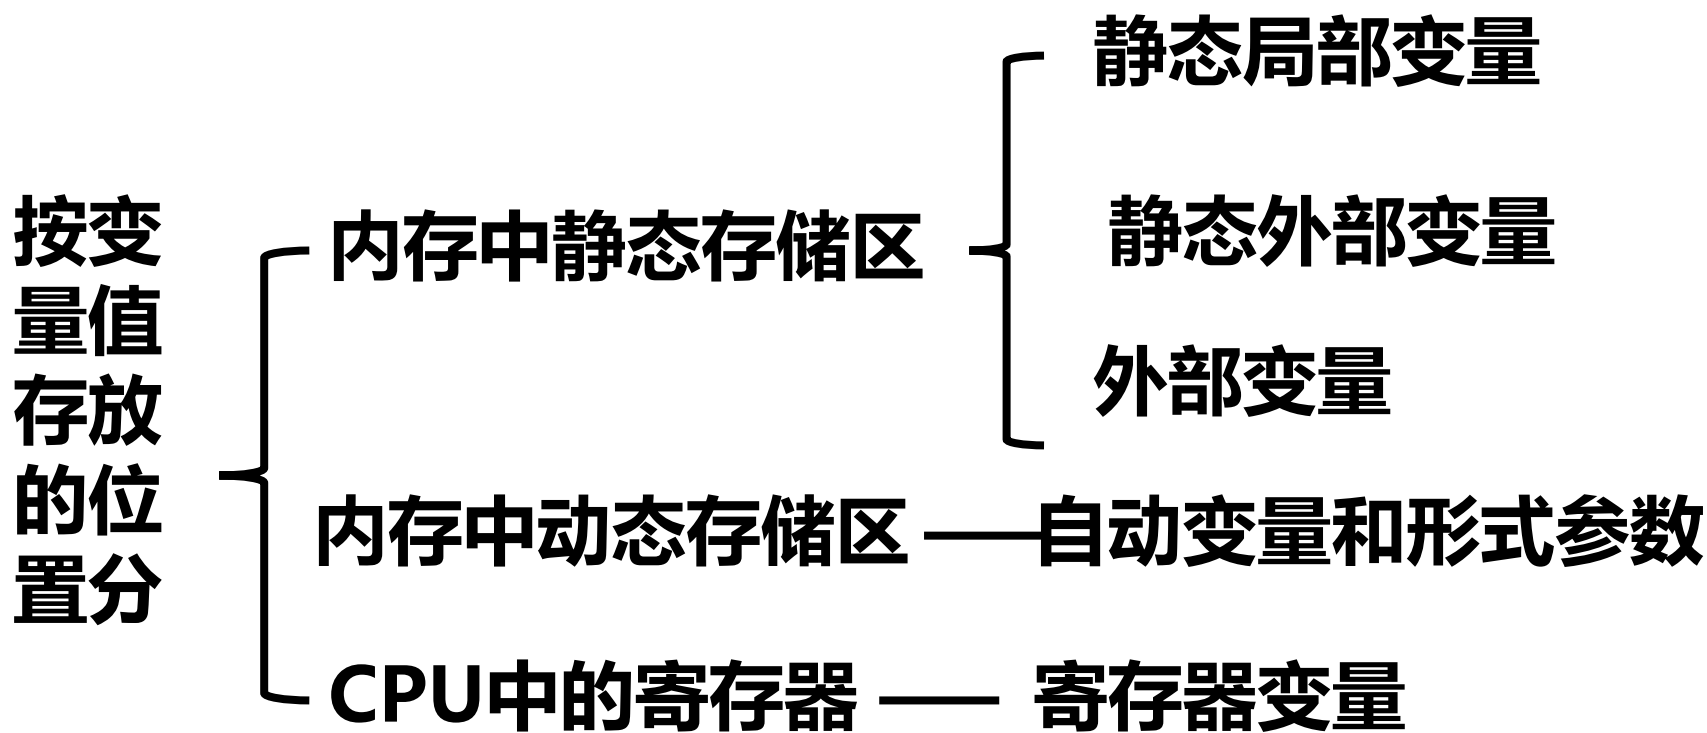 按变
量值
存放
的位
置分
内存中静态存储区
静态局部变量
静态外部变量
外部变量
内存中动态存储区
自动变量和形式参数
CPU中的寄存器
寄存器变量